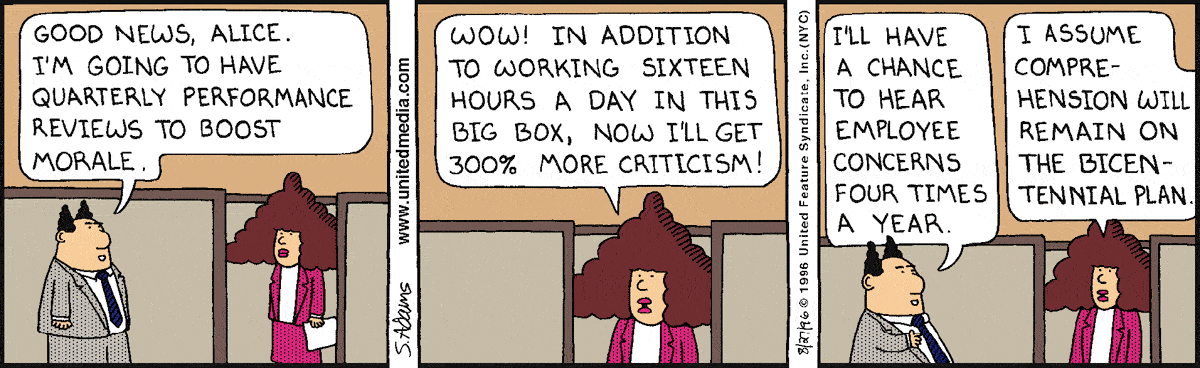 GOOD NEWS, ALICE.
I'M GOING TO HAVE
QUARTERLY PERFORMANCE
REVIEWS TO BOOST
MORALE.
S. Adams
www.unitedmedia.com
WOW! IN ADDITION
TO WORKING SIXTEEN
HOURS A DAY IN THIS
BIG BOX, NOW I'LL GET
300% MORE CRITICISM!
8/27/96 © 1996 United Feature Syndicate, Inc.(NYC)
I'LL HAVE
A CHANCE
TO HEAR
EMPLOYEE
CONCERNS
FOUR TIMES
A YEAR.
I ASSUME
COMPRE-
HENSION WILL
REMAIN ON
THE BICEN-
TENNIAL PLAN.